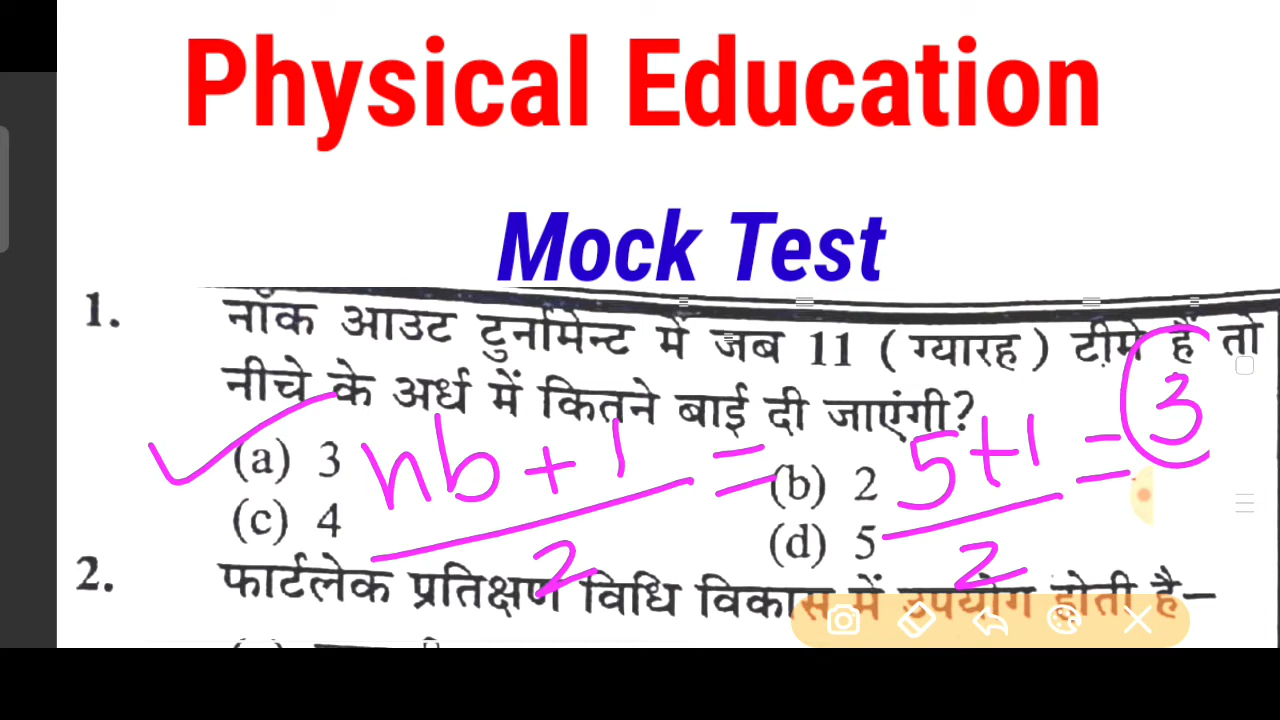 Physical Education
Mock Test
1. नॉक आउट टुर्नामेन्ट में जब 11 (ग्यारह) टीमे हैं तो
नीचे के अर्ध में कितने बाई दी जाएंगी?
(a) 3 (b) 2
nb+1/2 = 5+1/2 = 3
(c) 4 (d) 5
2. फार्टलेक प्रतिक्षण विधि विकास में उपयोग होती है–